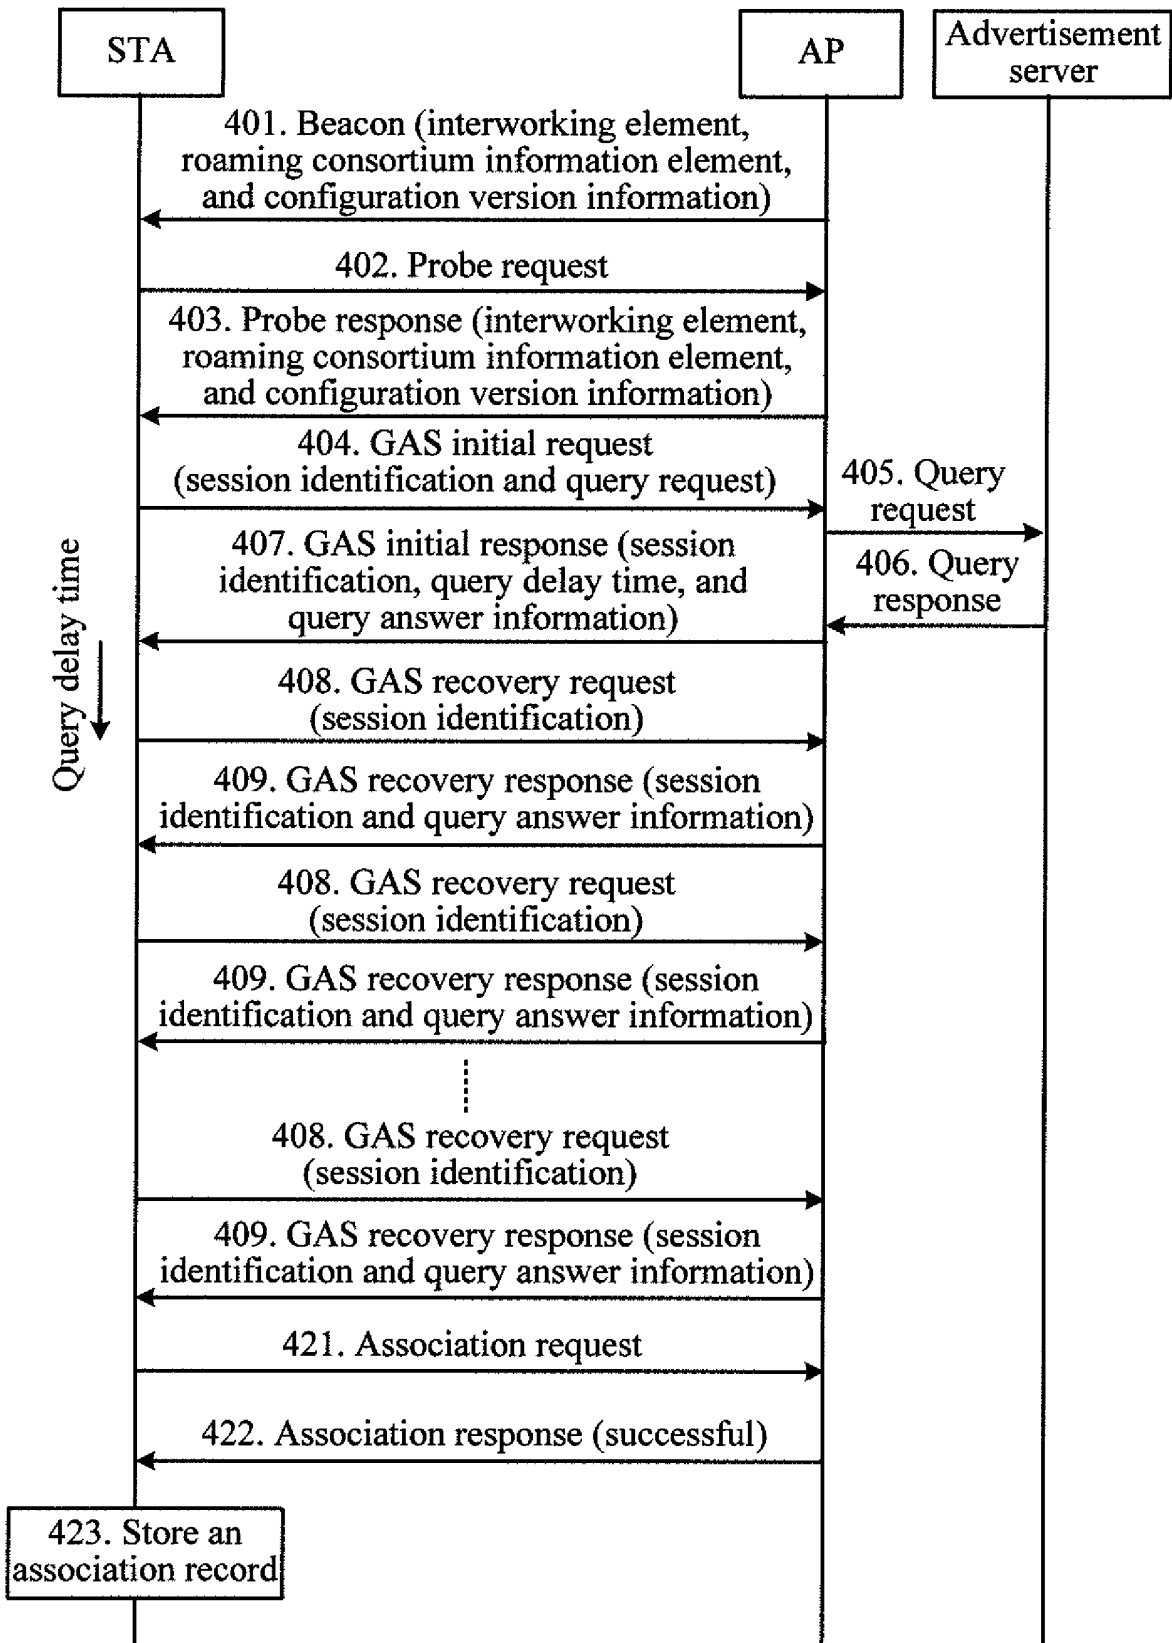 STA
AP
Advertisement
server
401. Beacon (interworking element,
roaming consortium information element,
and configuration version information)
402. Probe request
403. Probe response (interworking element,
roaming consortium information element,
and configuration version information)
404. GAS initial request
(session identification and query request)
405. Query
request
406. Query
response
407. GAS initial response (session
identification, query delay time, and
query answer information)
Query delay time
408. GAS recovery request
(session identification)
409. GAS recovery response (session
identification and query answer information)
408. GAS recovery request
(session identification)
409. GAS recovery response (session
identification and query answer information)
408. GAS recovery request
(session identification)
409. GAS recovery response (session
identification and query answer information)
421. Association request
422. Association response (successful)
423. Store an
association record